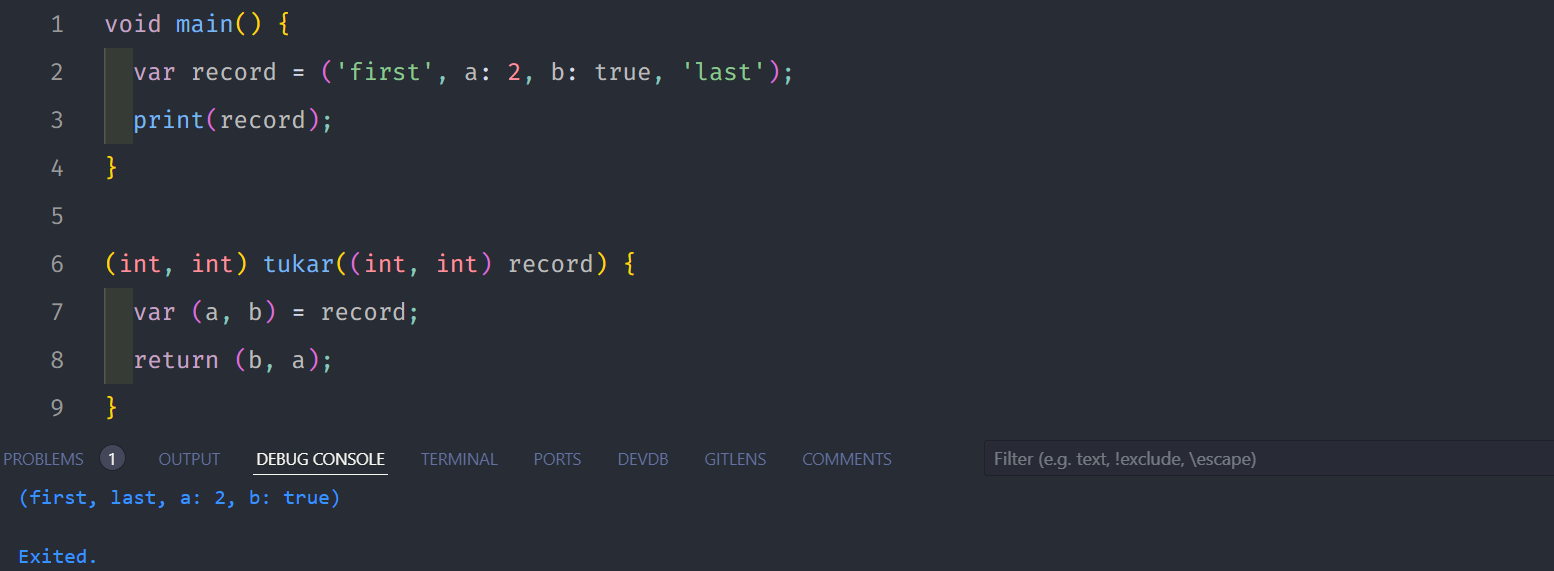 1 void main() {
2 var record = ('first', a: 2, b: true, 'last');
3 print(record);
4 }
5
6 (int, int) tukar((int, int) record) {
7 var (a, b) = record;
8 return (b, a);
9 }
PROBLEMS 1 OUTPUT DEBUG CONSOLE TERMINAL PORTS DEVDB GITLENS COMMENTS Filter (e.g. text, !exclude, \escape)
(first, last, a: 2, b: true)
Exited.